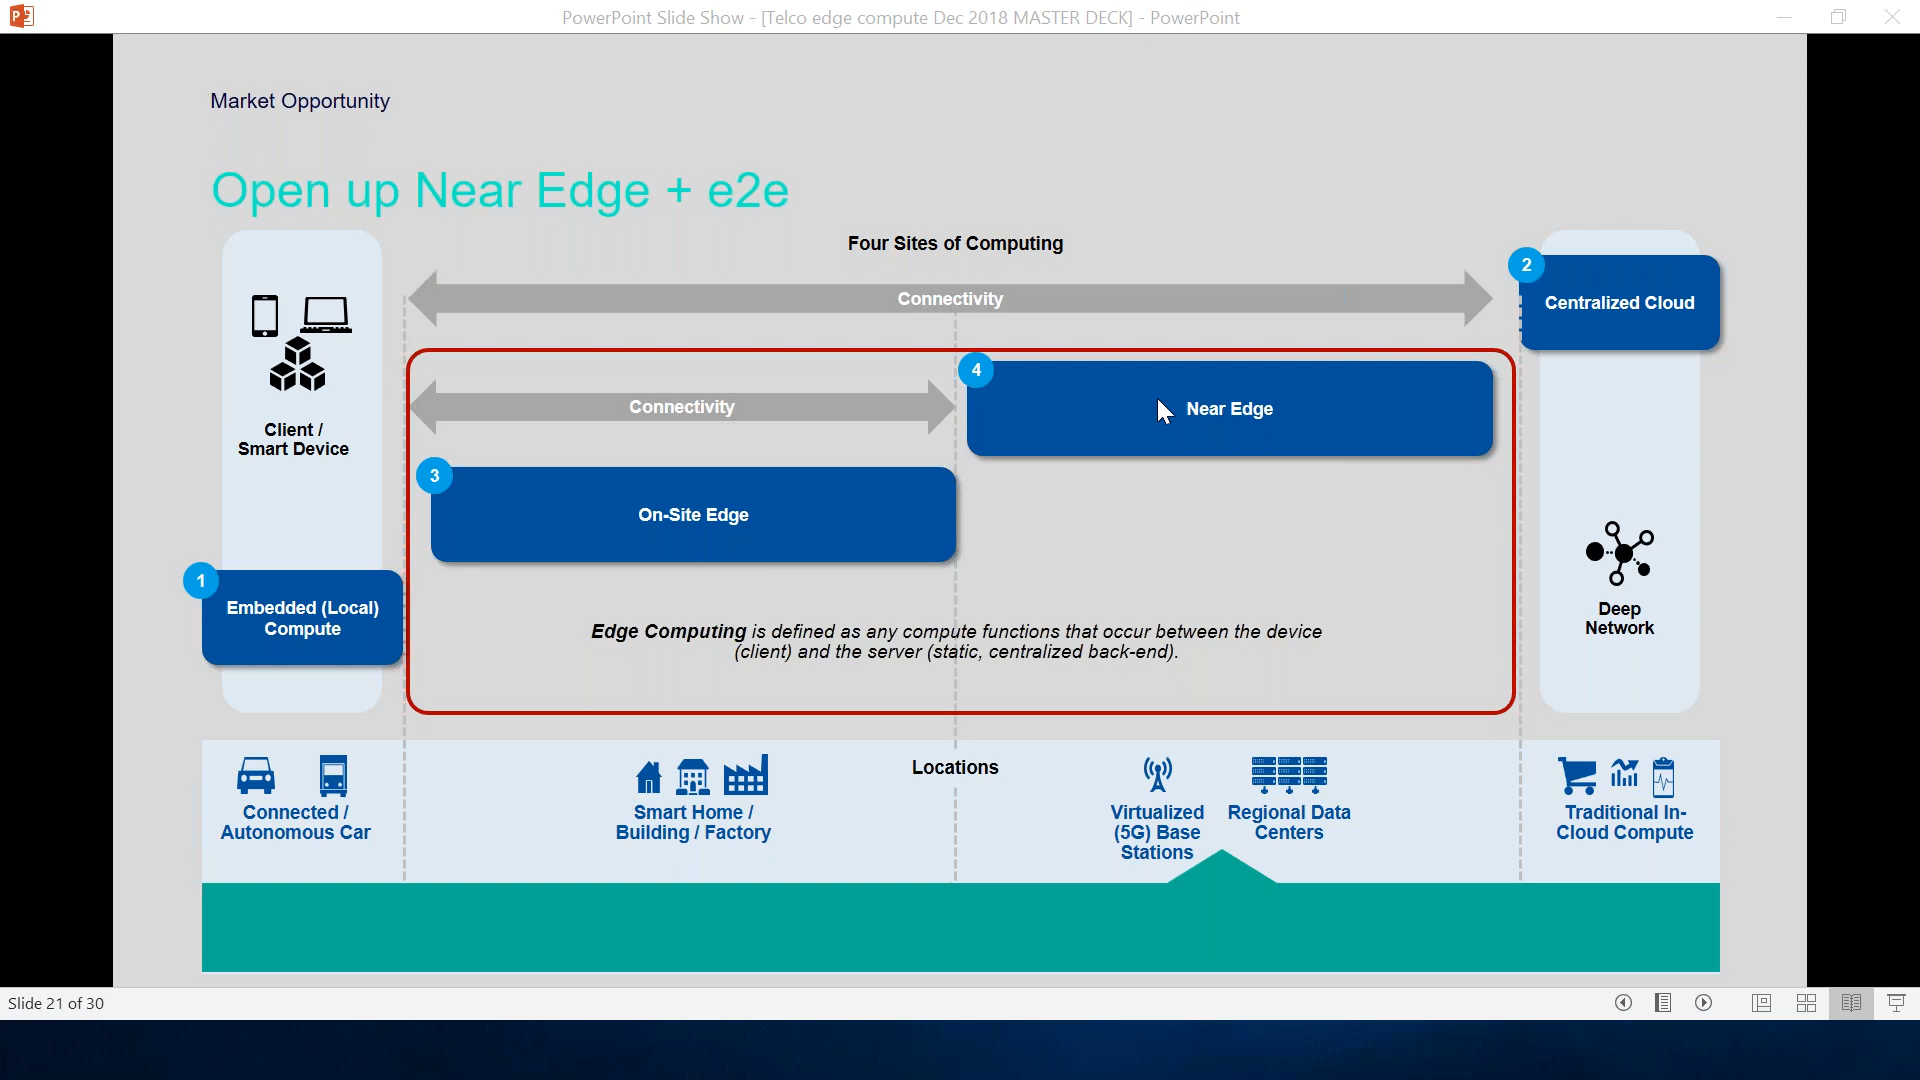 PowerPoint Slide Show - [Telco edge compute Dec 2018 MASTER DECK] - PowerPoint
Market Opportunity
Open up Near Edge + e2e
Four Sites of Computing
Connectivity
2
Centralized Cloud
4
Near Edge
Connectivity
Client /
Smart Device
3
On-Site Edge
1
Embedded (Local)
Compute
Deep
Network
Edge Computing is defined as any compute functions that occur between the device
(client) and the server (static, centralized back-end).
Locations
Connected /
Autonomous Car
Smart Home /
Building / Factory
Virtualized
(5G) Base
Stations
Regional Data
Centers
Traditional In-
Cloud Compute
Slide 21 of 30